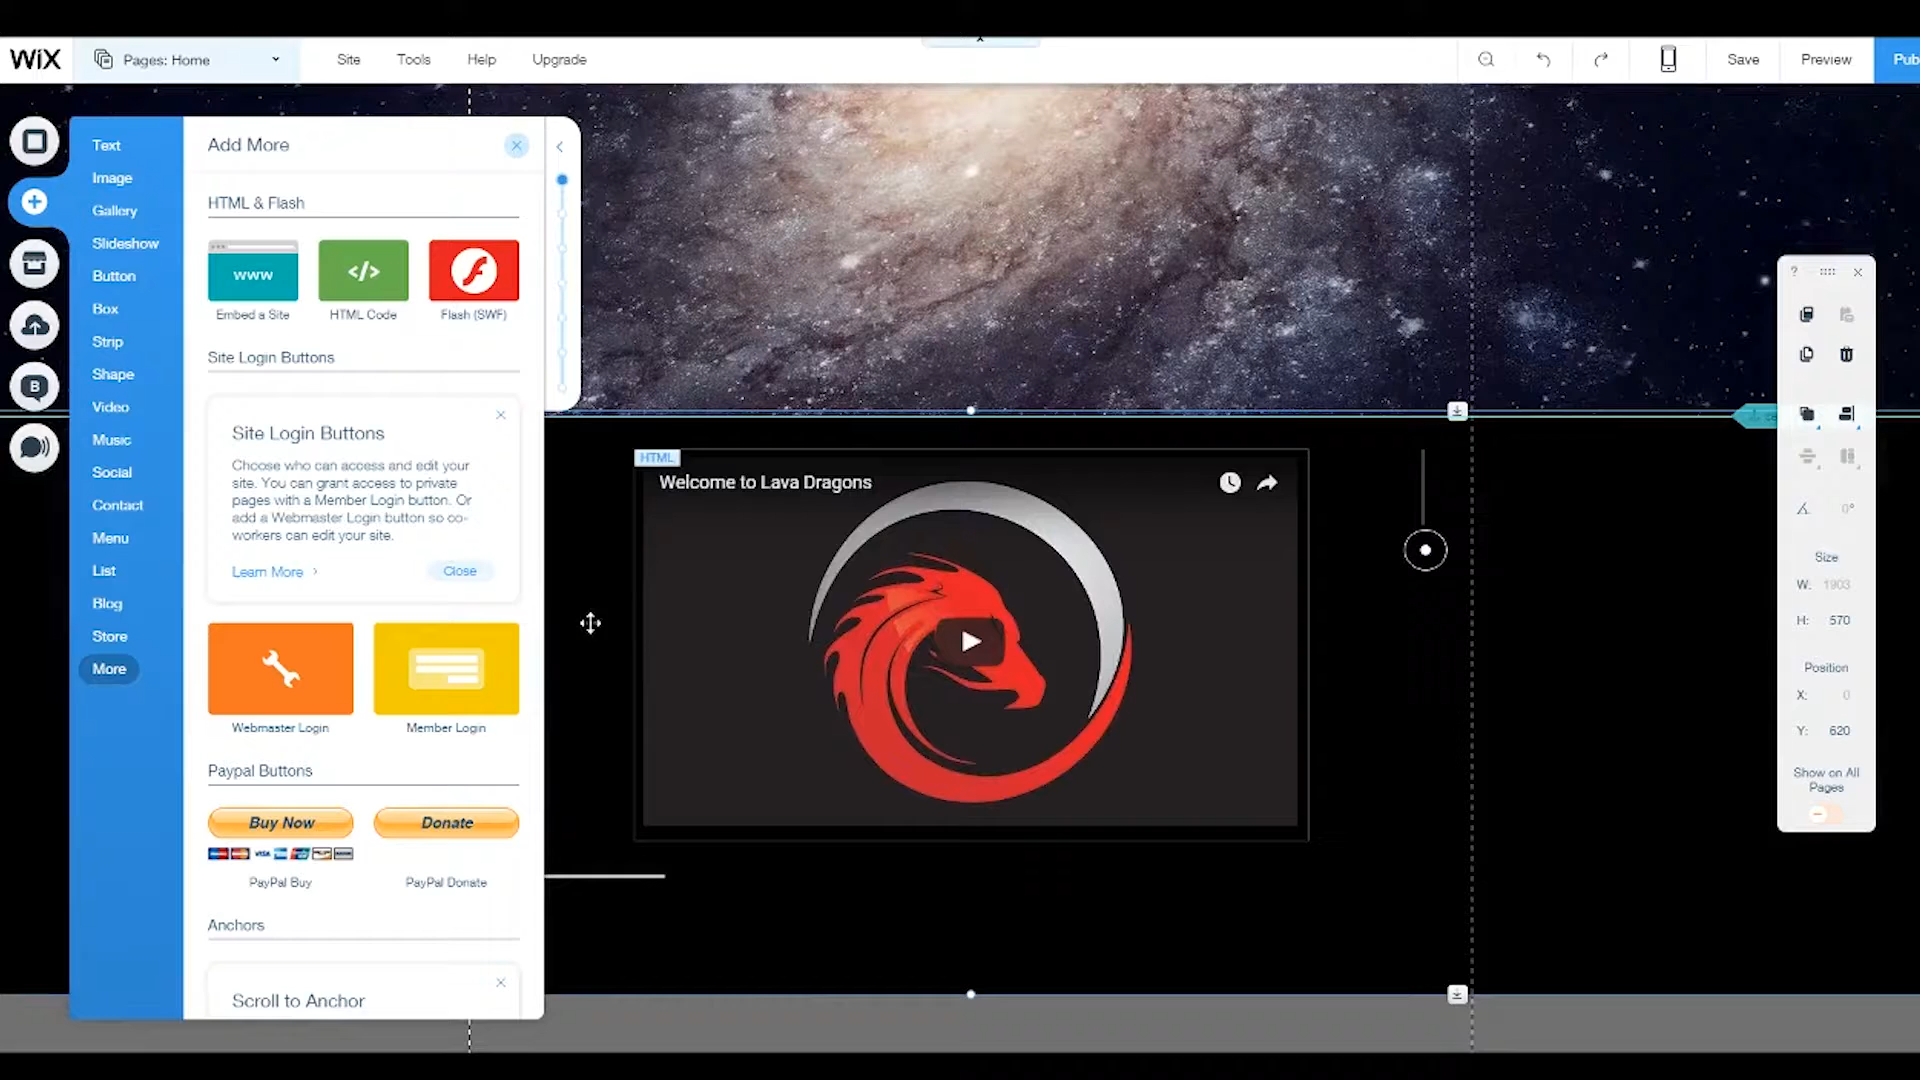 WiX
Pages: Home
Site
Tools
Help
Upgrade
Save
Preview
Pub
Text
Image
Gallery
Slideshow
Button
Box
Strip
Shape
Video
Music
Social
Contact
Menu
List
Blog
Store
More
Add More
HTML & Flash
www
</>
Embed a Site
HTML Code
Flash (SWF)
Site Login Buttons
Site Login Buttons
Choose who can access and edit your
site. You can grant access to private
pages with a Member Login button. Or
add a Webmaster Login button so co-
workers can edit your site.
Learn More >
Close
Webmaster Login
Member Login
Paypal Buttons
Buy Now
Donate
VISA
PayPal Buy
PayPal Donate
Anchors
Scroll to Anchor
HTML
Welcome to Lava Dragons
?
0°
Size
W: 1903
H: 570
Position
X: 0
Y: 620
Show on All
Pages
B